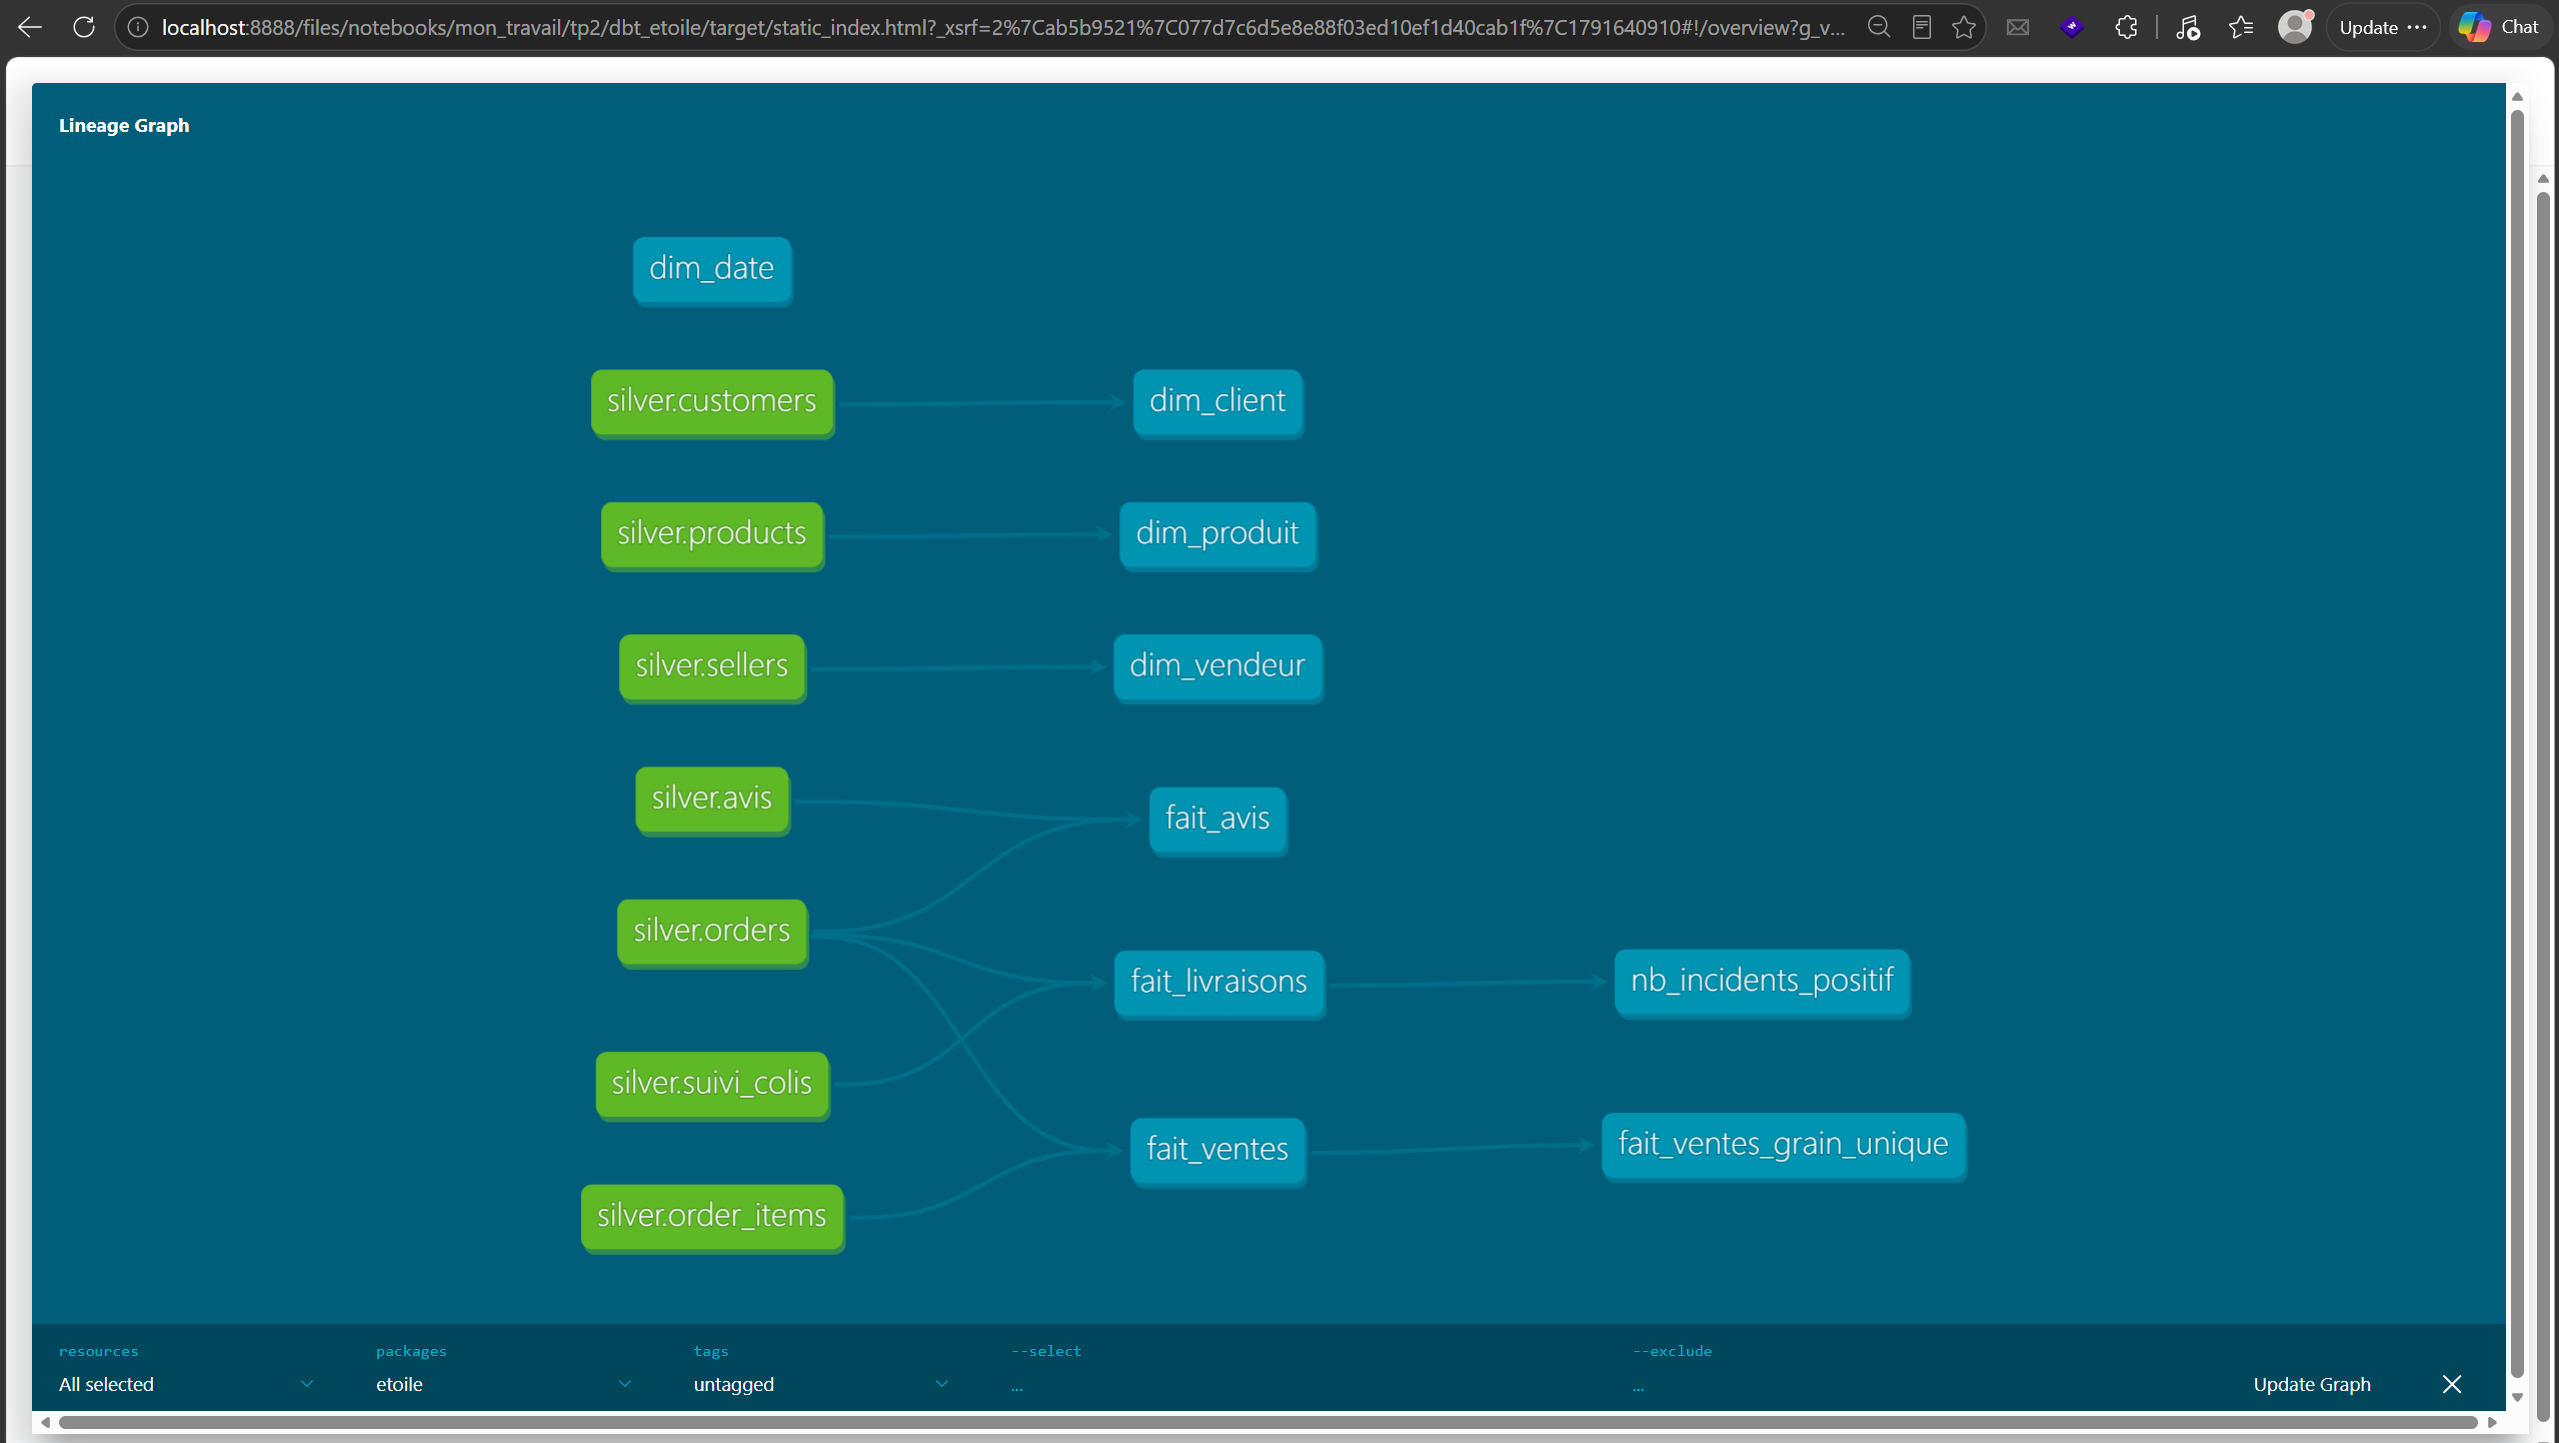 localhost:8888/files/notebooks/mon_travail/tp2/dbt_etoile/target/static_index.html?_xsrf=2%7Cab5b9521%7C077d7c6d5e8e88f03ed10ef1d40cab1f%7C1791640910#!/overview?g_v...
Update
Chat
Lineage Graph
dim_date
silver.customers
dim_client
silver.products
dim_produit
silver.sellers
dim_vendeur
silver.avis
fait_avis
silver.orders
fait_livraisons
nb_incidents_positif
silver.suivi_colis
fait_ventes
fait_ventes_grain_unique
silver.order_items
resources
packages
tags
--select
--exclude
All selected
etoile
untagged
...
...
Update Graph